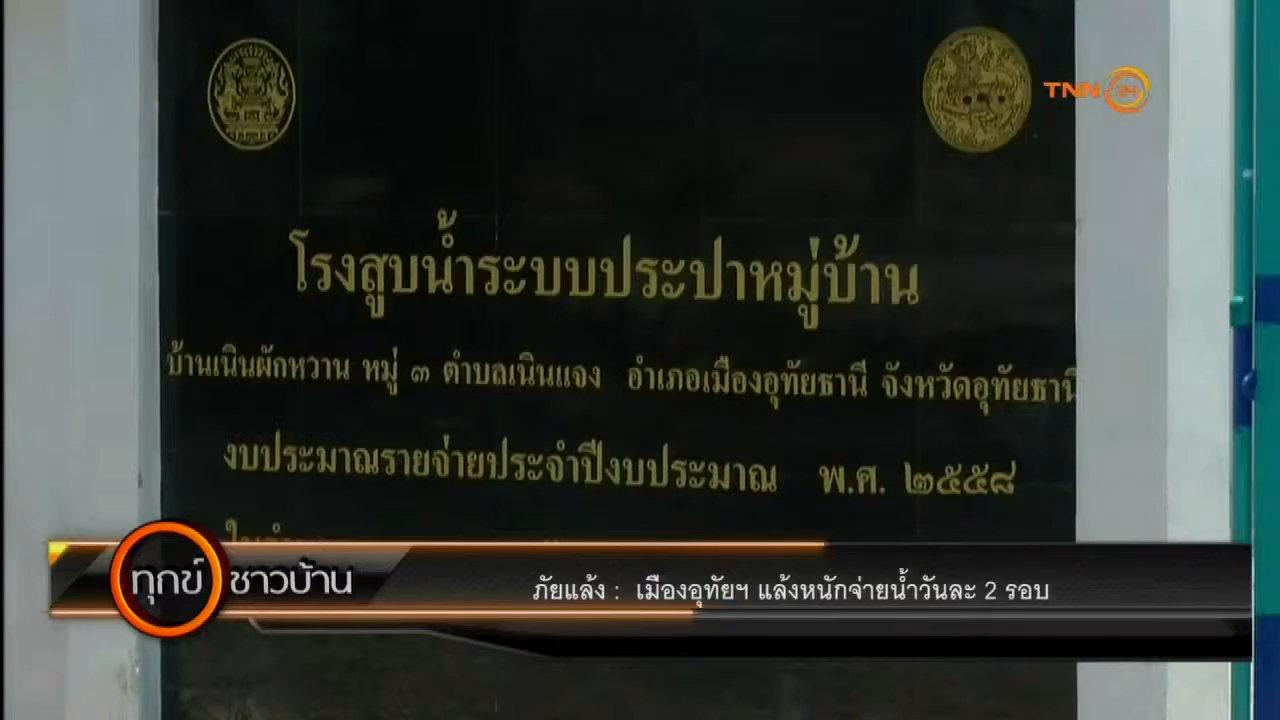 TNN 24
โรงสูบน้ำระบบประปาหมู่บ้าน
บ้านเนินผักหวาน หมู่ ๓ ตำบลเนินแจง อำเภอเมืองอุทัยธานี จังหวัดอุทัยธานี
งบประมาณรายจ่ายประจำปีงบประมาณ พ.ศ. ๒๕๕๘
ทุกข์ ชาวบ้าน
ภัยแล้ง : เมืองอุทัยฯ แล้งหนักจ่ายน้ำวันละ 2 รอบ